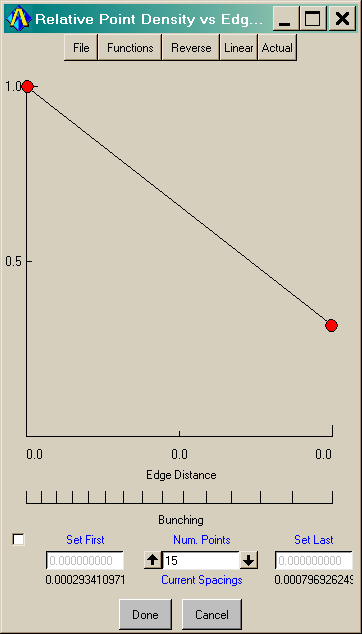 Relative Point Density vs Edg...
File Functions Reverse Linear Actual
1.0
0.5
0.0 0.0 0.0
Edge Distance
Bunching
Set First Num. Points Set Last
0.000000000 15 0.000000000
0.000293410971 Current Spacings 0.000796926249
Done Cancel